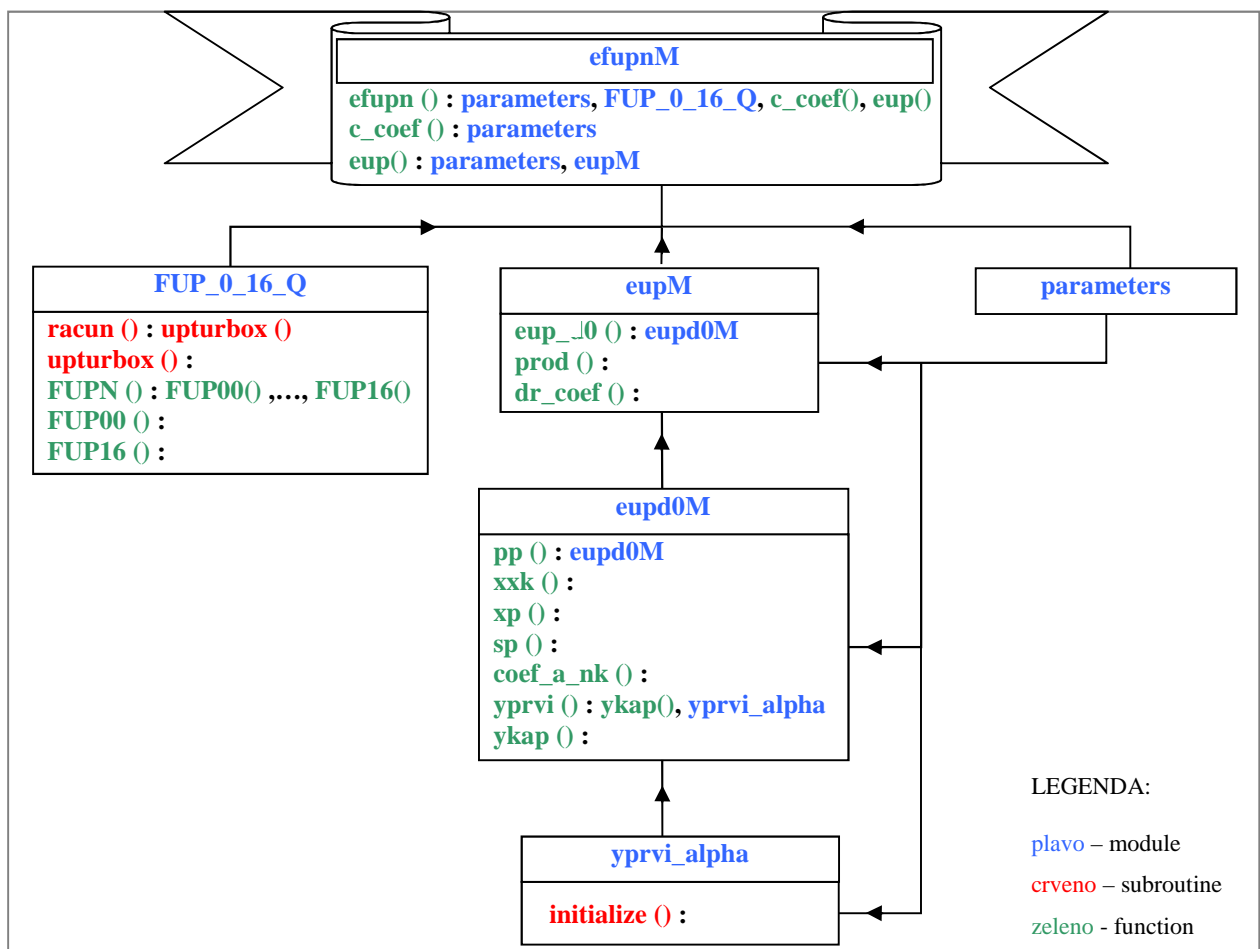 efupnM
efupn () : parameters, FUP_0_16_Q, c_coef(), eup()
c_coef () : parameters
eup() : parameters, eupM
FUP_0_16_Q
racun () : upturbox ()
upturbox () :
FUPN () : FUP00() ,…, FUP16()
FUP00 () :
FUP16 () :
eupM
() : eupd0M
prod () :
dr_coef () :
parameters
eupd0M
pp () : eupd0M
xxk () :
xp () :
sp () :
coef_a_nk () :
yprvi () : ykap(), yprvi_alpha
ykap () :
yprvi_alpha
initialize () :
LEGENDA:
plavo – module
crveno – subroutine
zeleno - function